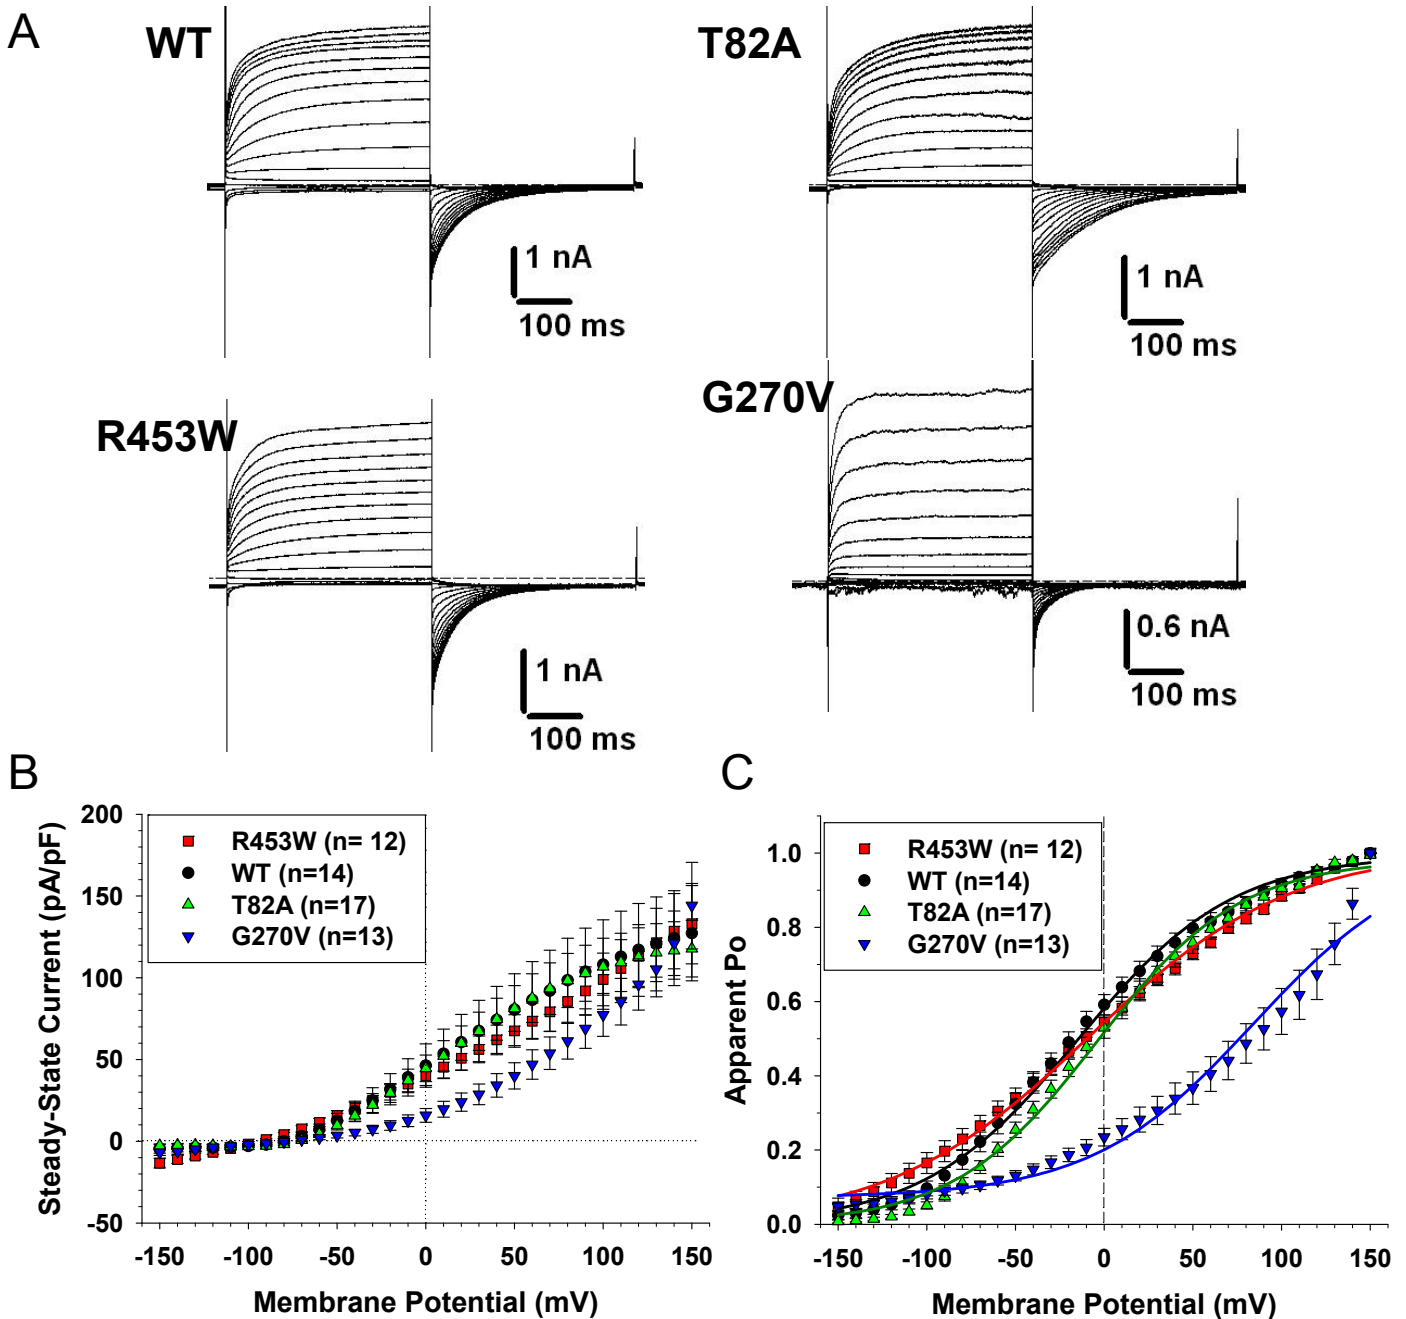 A
WT
1 nA
100 ms
T82A
1 nA
100 ms
R453W
1 nA
100 ms
G270V
0.6 nA
100 ms
B
Steady-State Current (pA/pF)
200
150
100
50
0
-50
R453W (n= 12)
WT (n=14)
T82A (n=17)
G270V (n=13)
-150 -100 -50 0 50 100 150
Membrane Potential (mV)
C
Apparent Po
1.0
0.8
0.6
0.4
0.2
0.0
R453W (n= 12)
WT (n=14)
T82A (n=17)
G270V (n=13)
-150 -100 -50 0 50 100 150
Membrane Potential (mV)